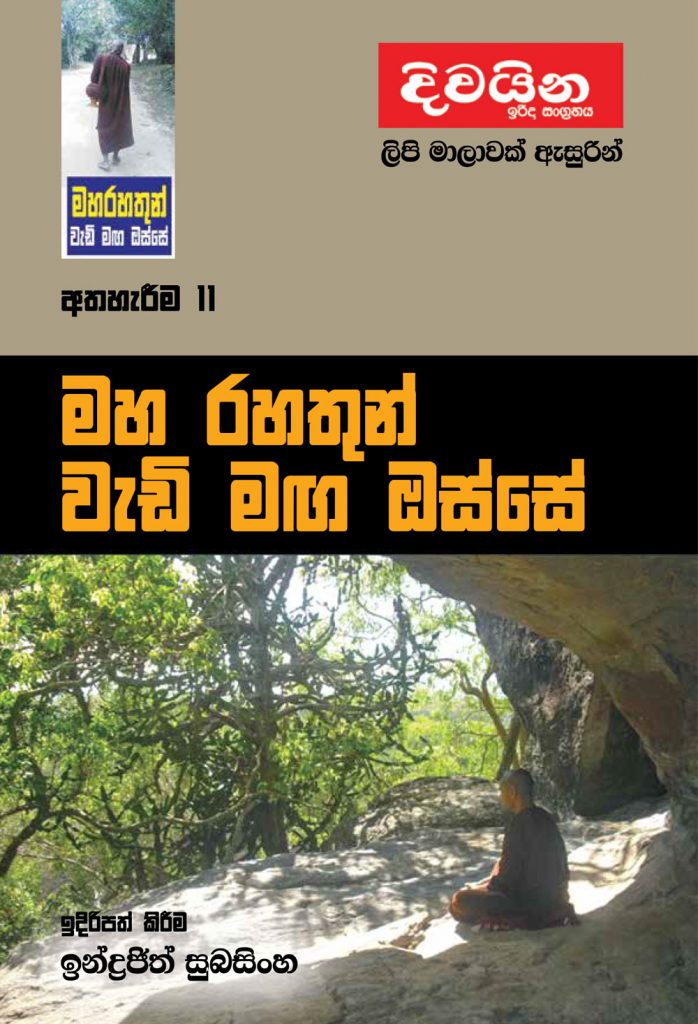 දිවයින
ඉරිදා සංග්‍රහය
ලිපි මාලාවක් ඇසුරින්
මහරහතුන්
වැඩි මඟ ඔස්සේ
අතහැරීම 11
මහ රහතුන්
වැඩි මඟ ඔස්සේ
ඉදිරිපත් කිරීම
ඉන්ද්‍රජිත් සුබසිංහ